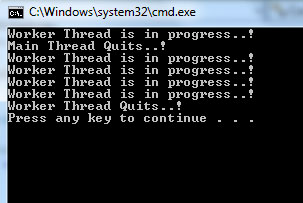 C:\Windows\system32\cmd.exe
Worker Thread is in progress..!
Main Thread Quits..!
Worker Thread is in progress..!
Worker Thread is in progress..!
Worker Thread is in progress..!
Worker Thread is in progress..!
Worker Thread Quits..!
Press any key to continue . . .